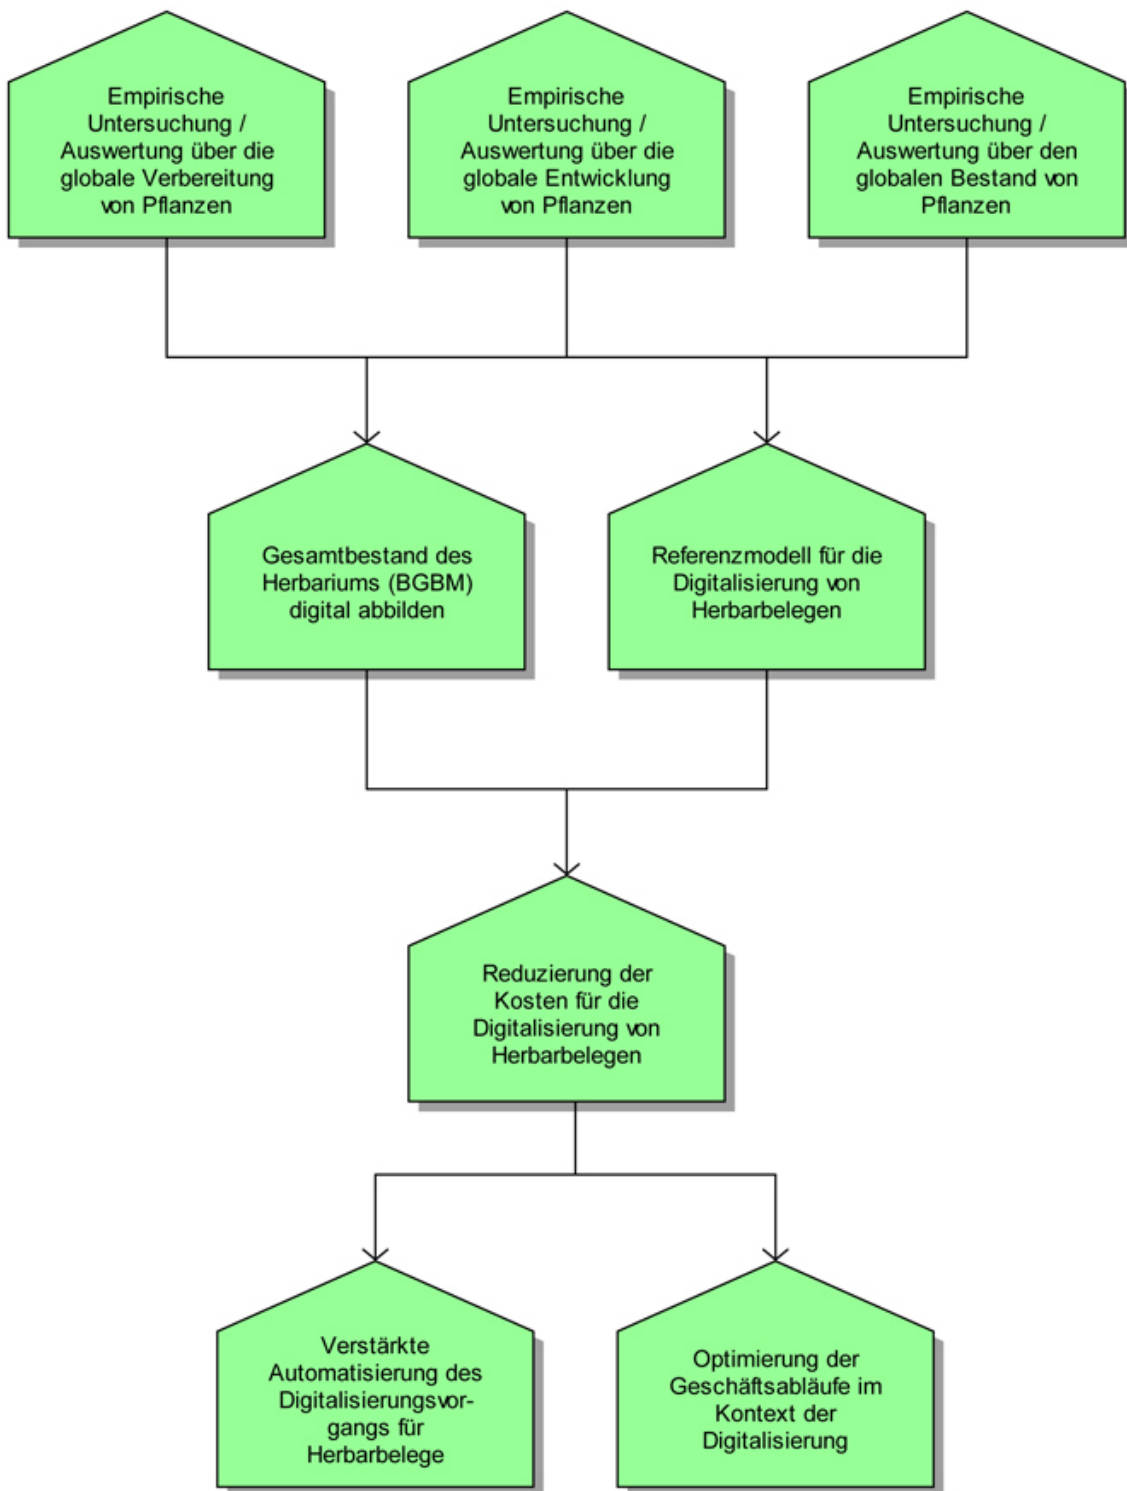 Empirische
Untersuchung /
Auswertung über die
globale Verbereitung
von Pflanzen
Empirische
Untersuchung /
Auswertung über die
globale Entwicklung
von Pflanzen
Empirische
Untersuchung /
Auswertung über den
globalen Bestand von
Pflanzen
Gesamtbestand des
Herbariums (BGBM)
digital abbilden
Referenzmodell für die
Digitalisierung von
Herbarbelegen
Reduzierung der
Kosten für die
Digitalisierung von
Herbarbelegen
Verstärkte
Automatisierung des
Digitalisierungsvor-
gangs für
Herbarbelege
Optimierung der
Geschäftsabläufe im
Kontext der
Digitalisierung